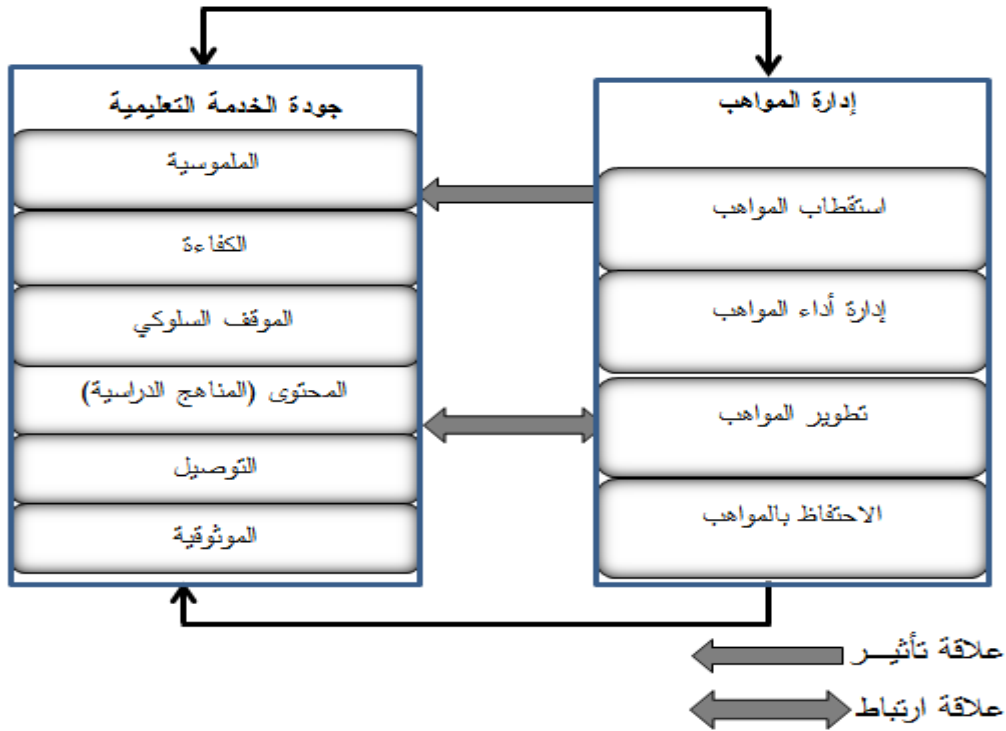 إدارة المواهب
استقطاب المواهب
إدارة أداء المواهب
تطوير المواهب
الاحتفاظ بالمواهب
جودة الخدمة التعليمية
الملموسية
الكفاءة
الموقف السلوكي
المحتوى (المناهج الدراسية)
التوصيل
الموثوقية
علاقة تأثيـــر
علاقة ارتباط